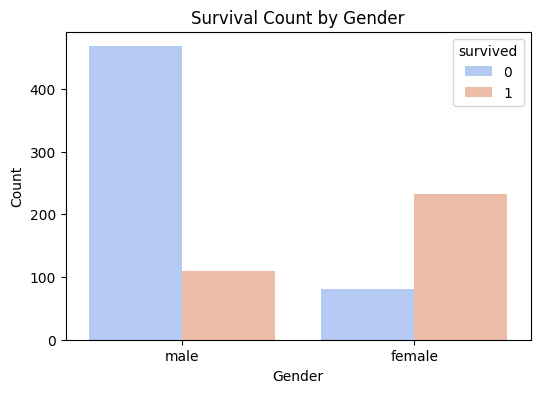 Survival Count by Gender
survived
0
1
400
300
200
100
0
Count
male
female
Gender